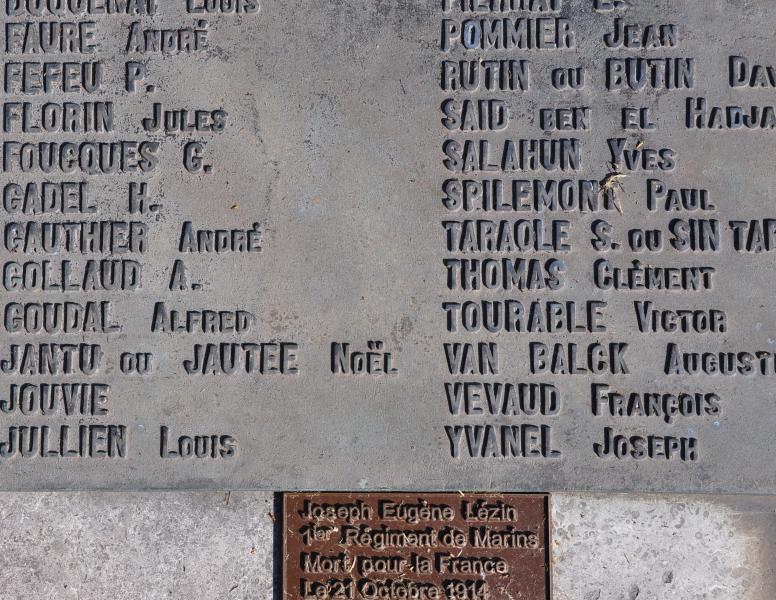 Louis
FAURE André
FEFEU P.
FLORIN Jules
FOUCQUES G.
GADEL H.
GAUTHIER André
GOLLAUD A.
GOUDAL Alfred
JANTU ou JAUTEE Noël
JOUVIE
JULLIEN Louis
POMMIER Jean
RUTIN ou BUTIN
SAID ben el
SALAHUN Yves
SPILEMONT Paul
TARAOLE S. ou SIN
THOMAS Clément
TOURABLE Victor
VAN BALCK
VEVAUD François
YVANEL Joseph
Joseph Eugène Lézin
1er Régiment de Marins
Mort pour la France
Le 21 Octobre 1914